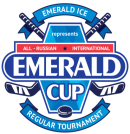 EMERALD ICE
represents
ALL - RUSSIAN ★ INTERNATIONAL
EMERALD
CUP
REGULAR TOURNAMENT